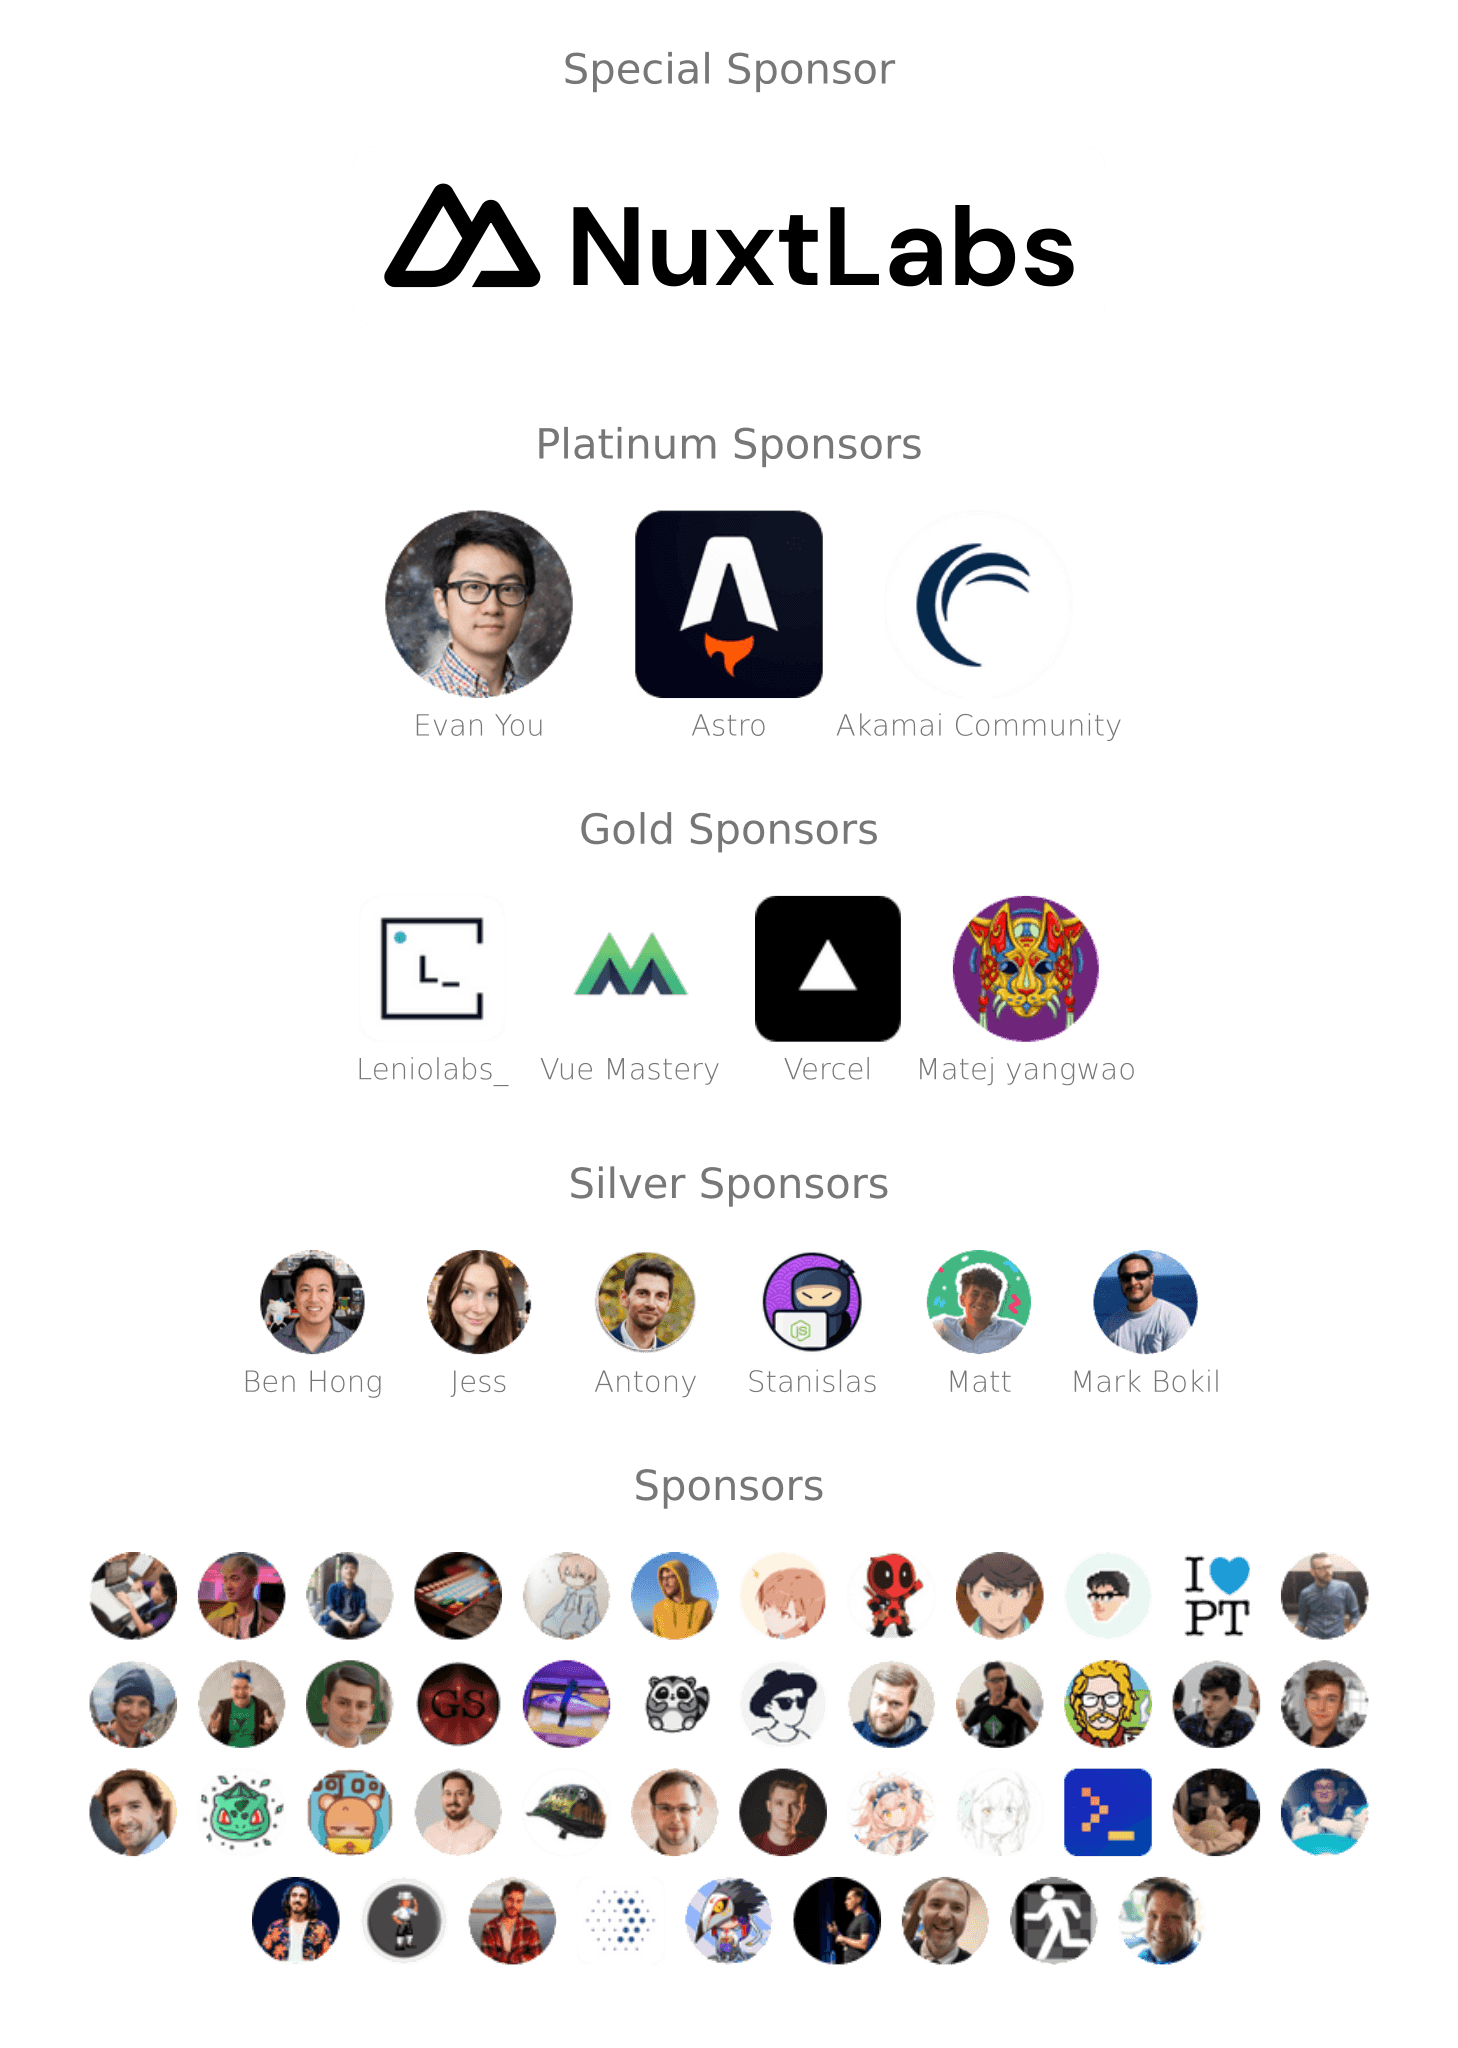 Special Sponsor
NuxtLabs
Platinum Sponsors
Evan You
Astro
Akamai Community
Gold Sponsors
L_
Leniolabs_
Vue Mastery
Vercel
Matej yangwao
Silver Sponsors
JS
Ben Hong
Jess
Antony
Stanislas
Matt
Mark Bokil
Sponsors
I
PT
GS